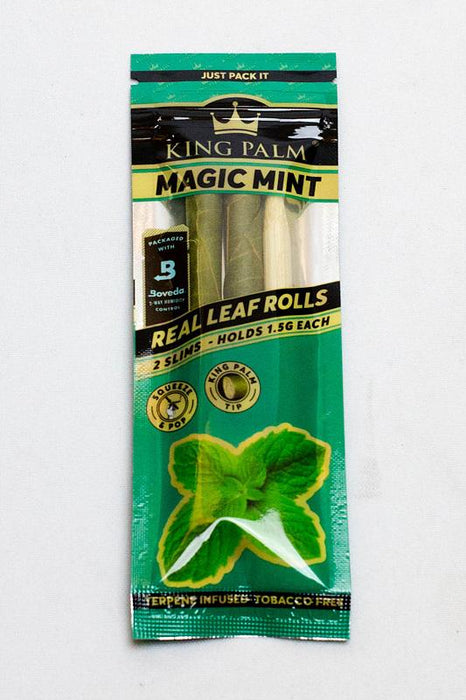 JUST PACK IT
KING PALM
MAGIC MINT
PACKAGED
WITH
B
Boveda
2-WAY HUMIDITY
CONTROL
REAL LEAF ROLLS
2 SLIMS - HOLDS 1.5G EACH
SQUEEZE
& POP
KING PALM
TIP
TERPENE INFUSED TOBACCO FREE